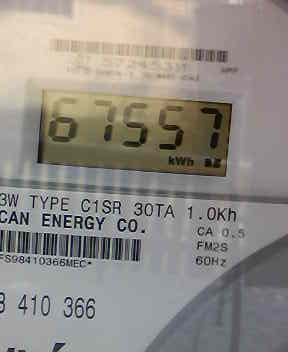 67557
kWh
3W TYPE C1SR 30TA 1.0Kh
CAN ENERGY CO.
CA 0.5
FM2S
60Hz
FS98410366MEC*
8 410 366